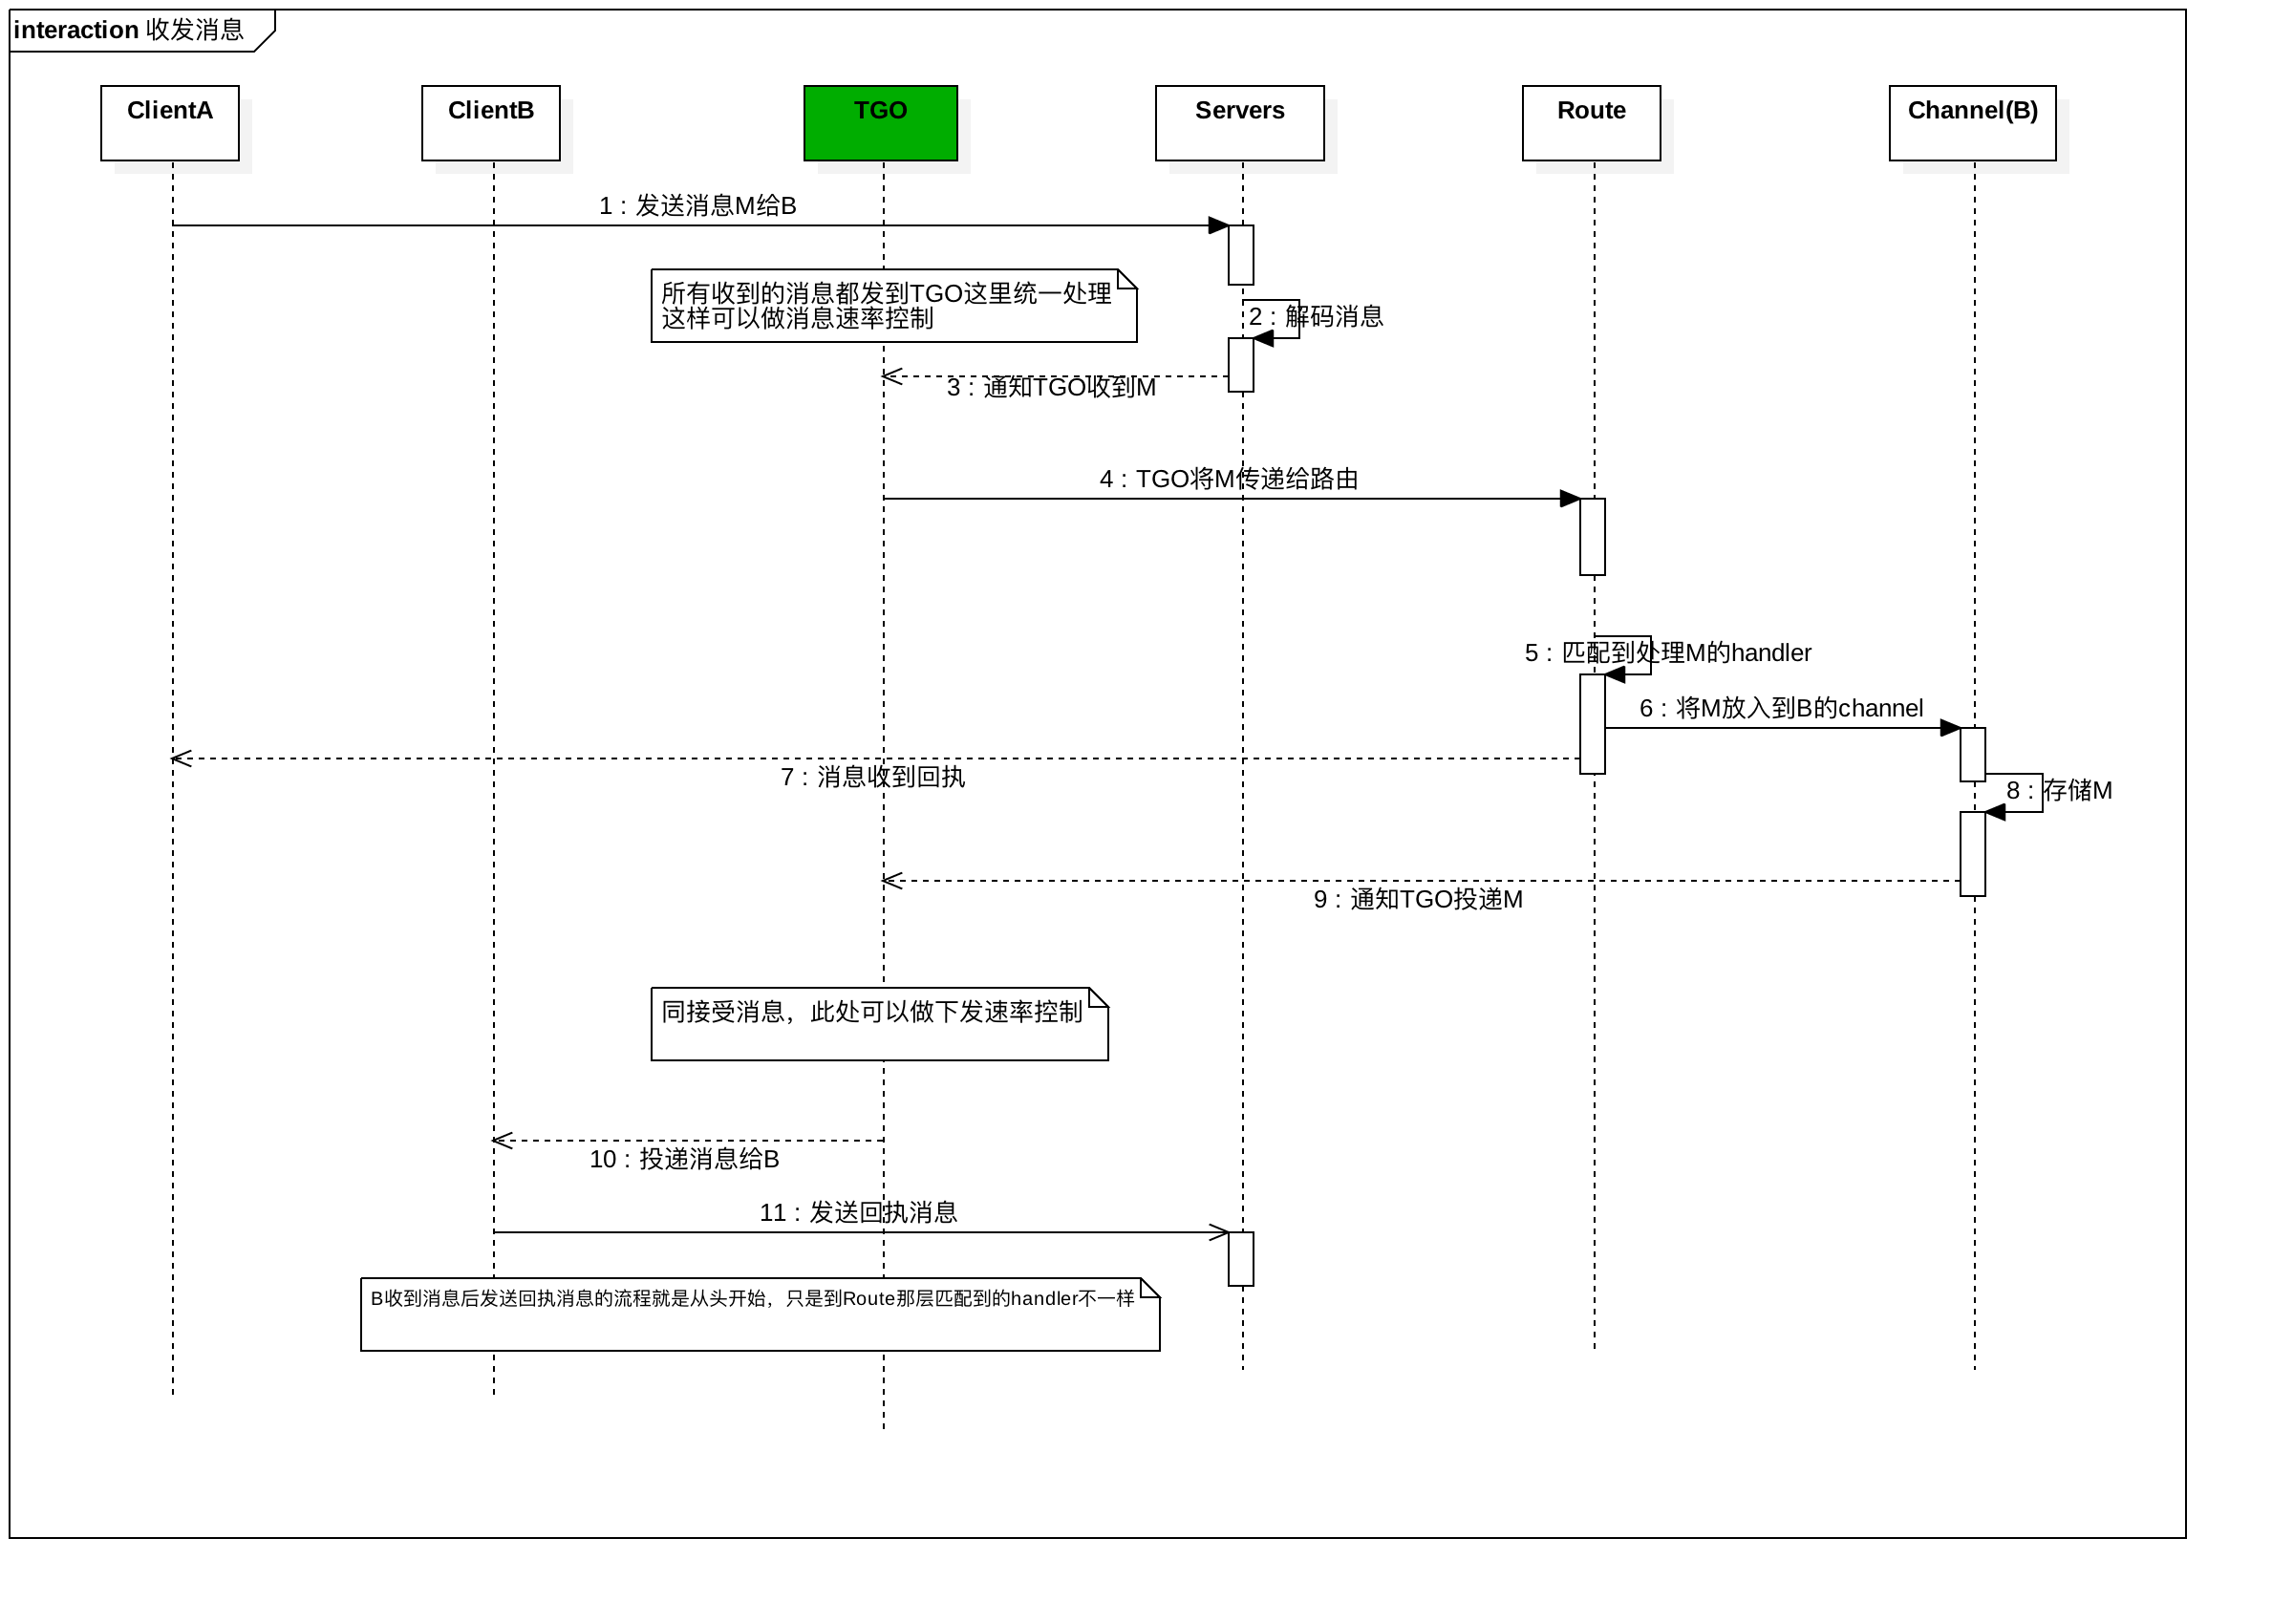 interaction 收发消息
ClientA
ClientB
TGO
Servers
Route
Channel(B)
1 : 发送消息M给B
所有收到的消息都发到TGO这里统一处理
这样可以做消息速率控制
2 : 解码消息
3 : 通知TGO收到M
4 : TGO将M传递给路由
5 : 匹配到处理M的handler
6 : 将M放入到B的channel
7 : 消息收到回执
8 : 存储M
9 : 通知TGO投递M
同接受消息，此处可以做下发速率控制
10 : 投递消息给B
11 : 发送回执消息
B收到消息后发送回执消息的流程就是从头开始，只是到Route那层匹配到的handler不一样